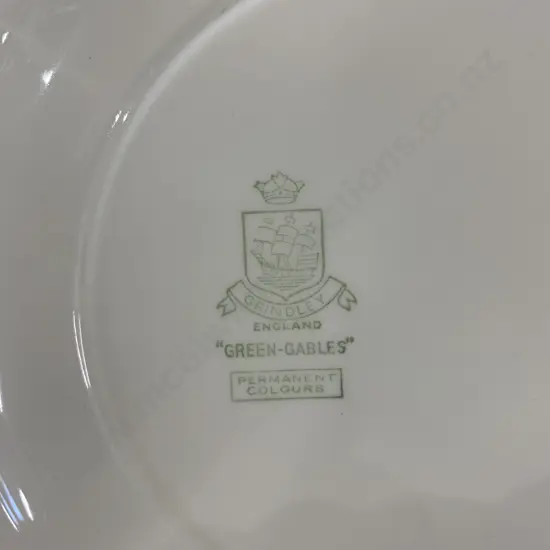 GRINDLEY
ENGLAND
"GREEN-GABLES"
PERMANENT
COLOURS